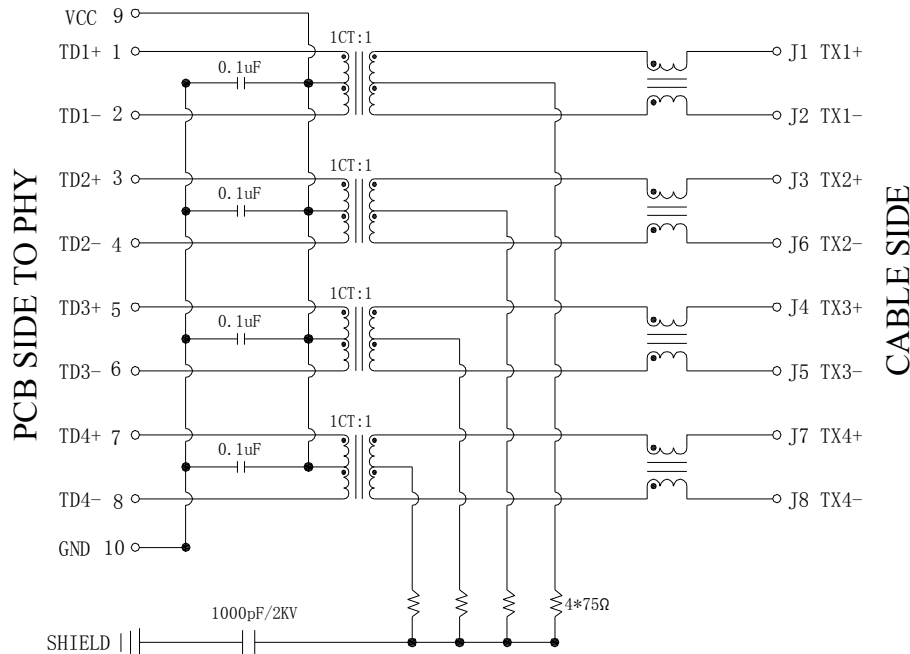 VCC 9
TD1+ 1
1CT:1
J1 TX1+
0.1uF
TD1- 2
J2 TX1-
TD2+ 3
1CT:1
J3 TX2+
0.1uF
TD2- 4
J6 TX2-
PCB SIDE TO PHY
CABLE SIDE
TD3+ 5
1CT:1
J4 TX3+
0.1uF
TD3- 6
J5 TX3-
TD4+ 7
1CT:1
J7 TX4+
0.1uF
TD4- 8
J8 TX4-
GND 10
1000pF/2KV
4*75Ω
SHIELD